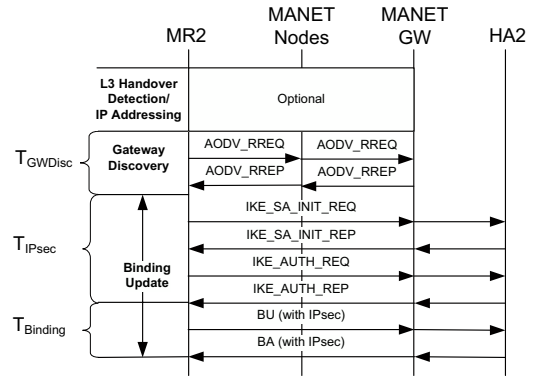 MR2
MANET
Nodes
MANET
GW
HA2
L3 Handover
Detection/
IP Addressing
Optional
T_GWDisc
Gateway
Discovery
AODV_RREQ
AODV_RREQ
AODV_RREP
AODV_RREP
T_IPsec
Binding
Update
IKE_SA_INIT_REQ
IKE_SA_INIT_REP
IKE_AUTH_REQ
IKE_AUTH_REP
T_Binding
BU (with IPsec)
BA (with IPsec)